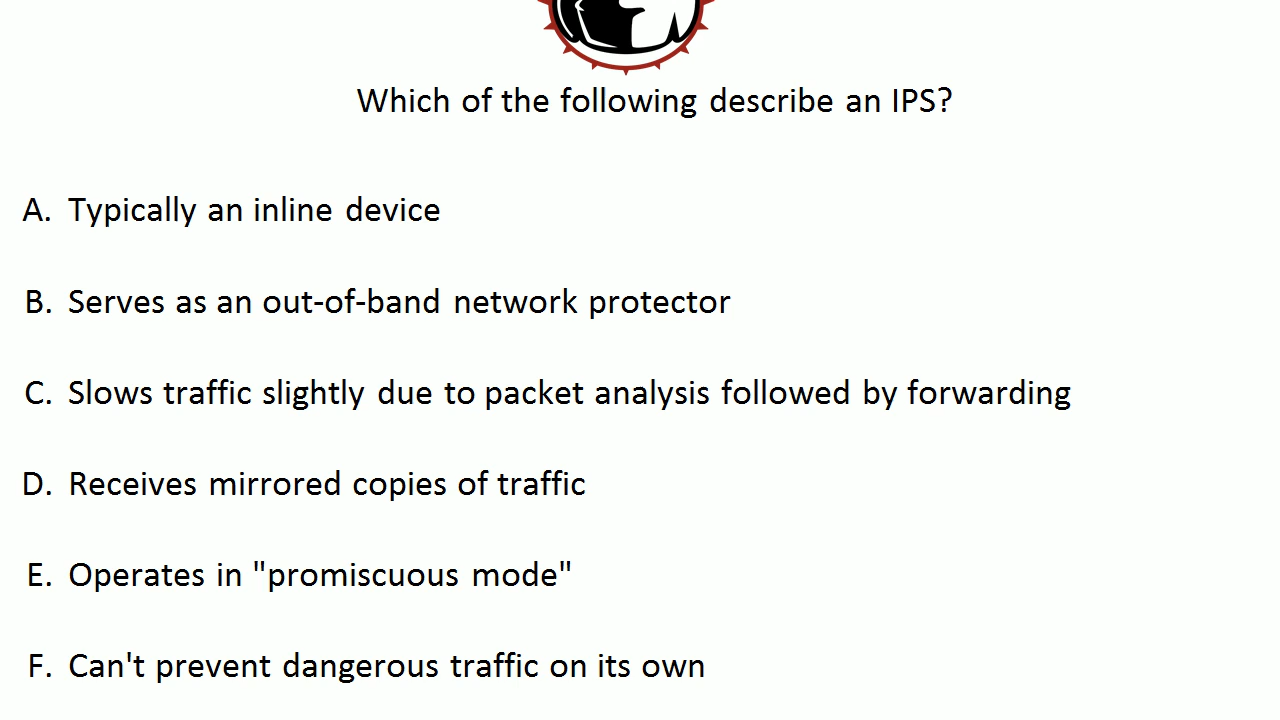 Which of the following describe an IPS?
A. Typically an inline device
B. Serves as an out-of-band network protector
C. Slows traffic slightly due to packet analysis followed by forwarding
D. Receives mirrored copies of traffic
E. Operates in "promiscuous mode"
F. Can't prevent dangerous traffic on its own